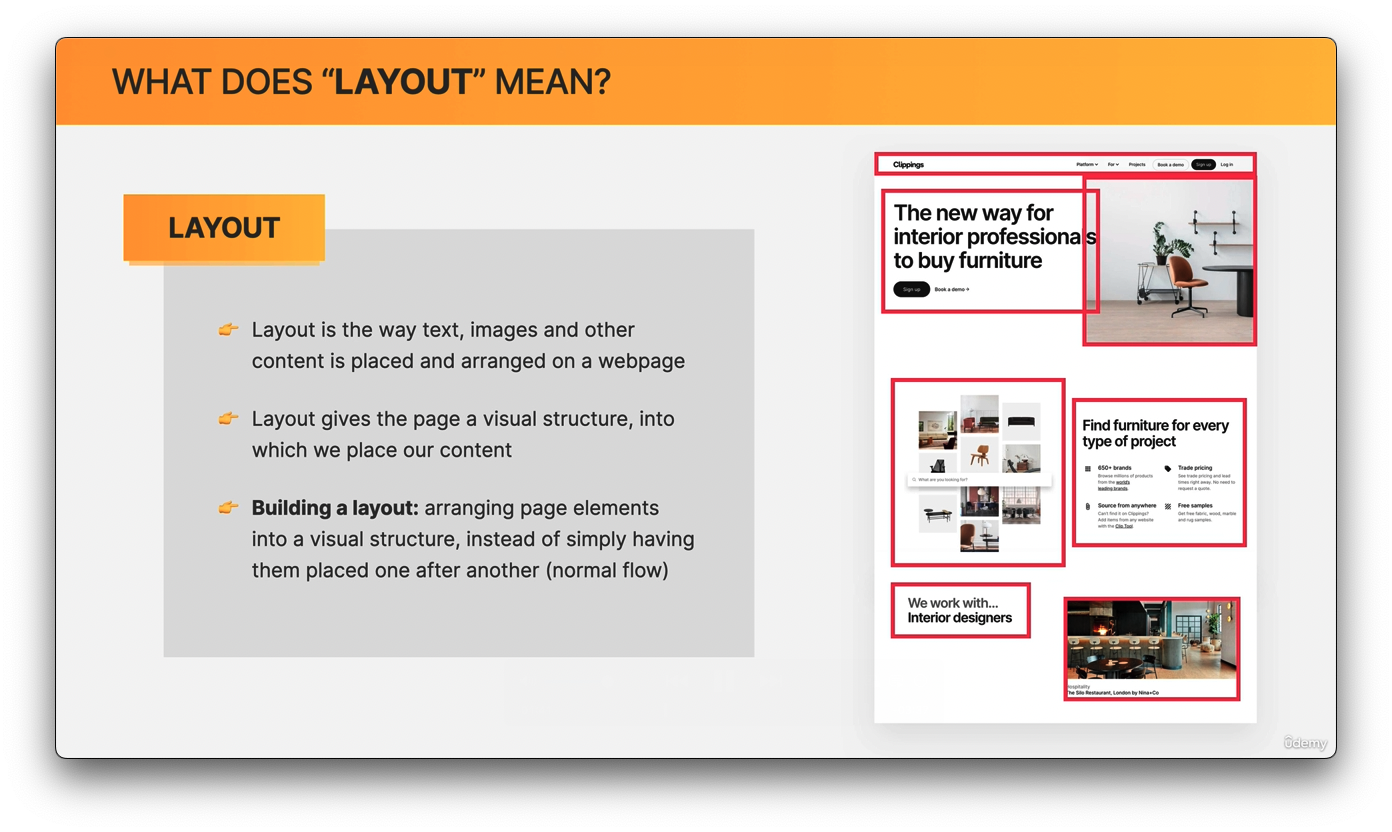 WHAT DOES “LAYOUT” MEAN?
LAYOUT
Layout is the way text, images and other
content is placed and arranged on a webpage
Layout gives the page a visual structure, into
which we place our content
Building a layout: arranging page elements
into a visual structure, instead of simply having
them placed one after another (normal flow)
Clippings
Platform
For
Projects
Book a demo
Sign up
Log in
The new way for
interior professionals
to buy furniture
Sign up
Book a demo
What are you looking for?
Find furniture for every
type of project
650+ brands
Browse millions of products
from the world's
leading brands.
Trade pricing
See trade pricing and lead
times right away. No need to
request a quote.
Source from anywhere
Can't find it on Clippings?
Add items from any website
with the Clip Tool
Free samples
Get free fabric, wood, marble
and rug samples.
We work with...
Interior designers
Hospitality
The Silo Restaurant, London by Nina+Co
ûdemy